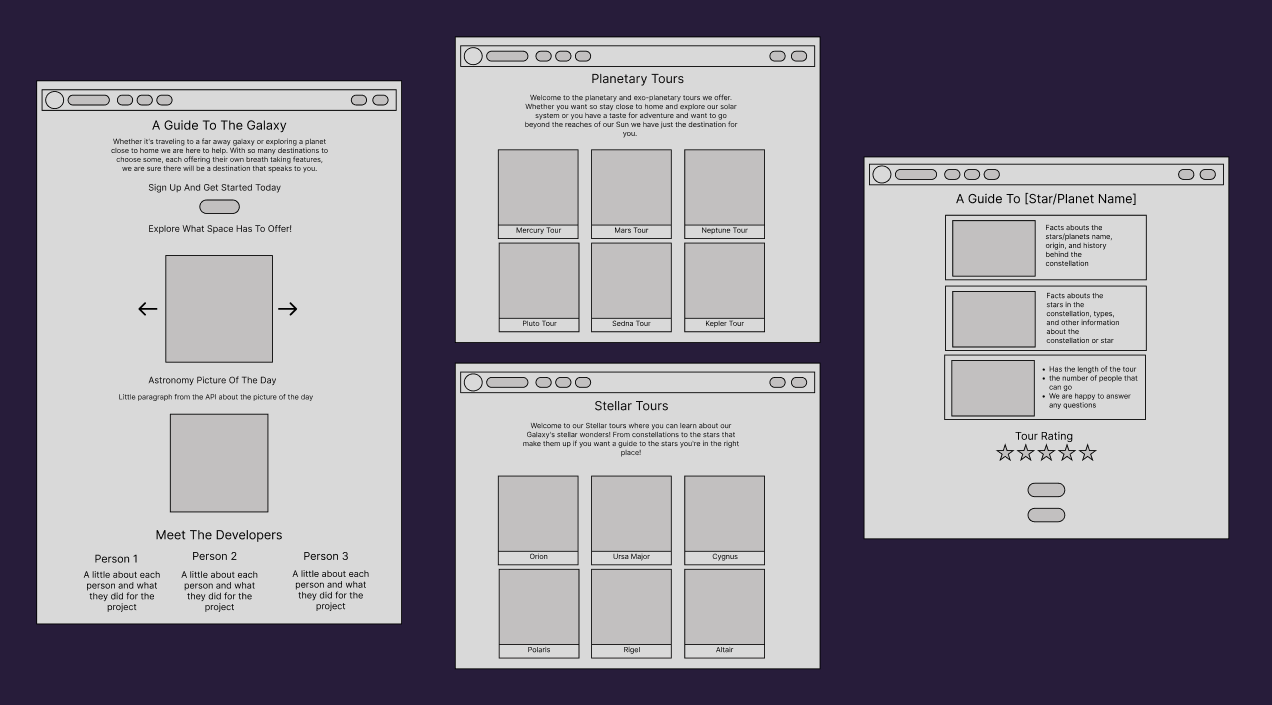 A Guide To The Galaxy
Whether it's traveling to a far away galaxy or exploring a planet
close to home we are here to help. With so many destinations to
choose some, each offering their own breath taking features,
we are sure there will be a destination that speaks to you.
Sign Up And Get Started Today
Explore What Space Has To Offer!
Astronomy Picture Of The Day
Little paragraph from the API about the picture of the day
Meet The Developers
Person 1
A little about each
person and what
they did for the
project
Person 2
A little about each
person and what
they did for the
project
Person 3
A little about each
person and what
they did for the
project
Planetary Tours
Welcome to the planetary and exo-planetary tours we offer.
Whether you want so stay close to home and explore our solar
system or you have a taste for adventure and want to go
beyond the reaches of our Sun we have just the destination for
you.
Mercury Tour
Mars Tour
Neptune Tour
Pluto Tour
Sedna Tour
Kepler Tour
Stellar Tours
Welcome to our Stellar tours where you can learn about our
Galaxy's stellar wonders! From constellations to the stars that
make them up if you want a guide to the stars you're in the right
place!
Orion
Ursa Major
Cygnus
Polaris
Rigel
Altair
A Guide To [Star/Planet Name]
Facts abouts the
stars/planets name,
origin, and history
behind the
constellation
Facts abouts the
stars in the
constellation, types,
and other information
about the
constellation or star
• Has the length of the tour
• the number of people that
can go
• We are happy to answer
any questions
Tour Rating